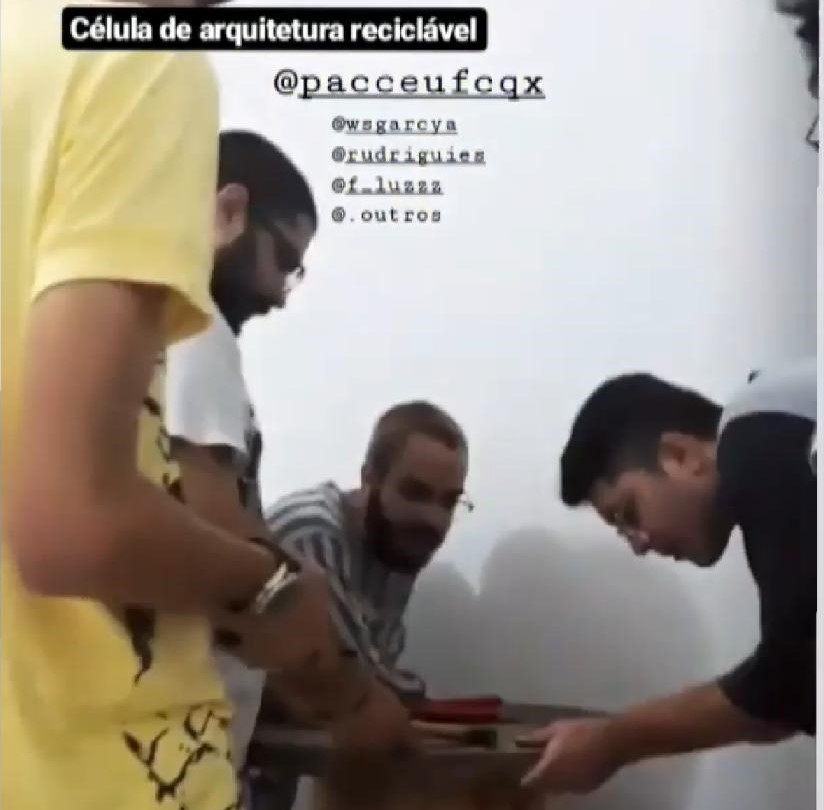 Célula de arquitetura reciclável
@pacceufcqx
@wsgarcya
@rudriguies
@f_luzzz
@.outros